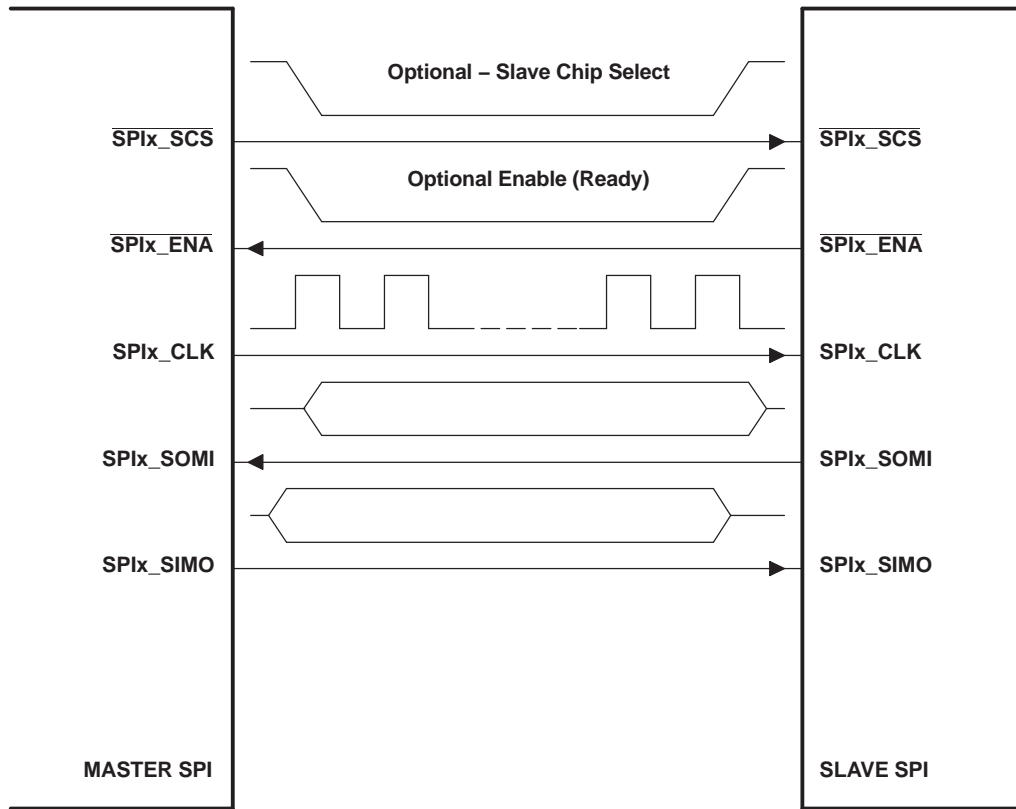 Optional – Slave Chip Select
SPIx_SCS
SPIx_SCS
Optional Enable (Ready)
SPIx_ENA
SPIx_ENA
SPIx_CLK
SPIx_CLK
SPIx_SOMI
SPIx_SOMI
SPIx_SIMO
SPIx_SIMO
MASTER SPI
SLAVE SPI